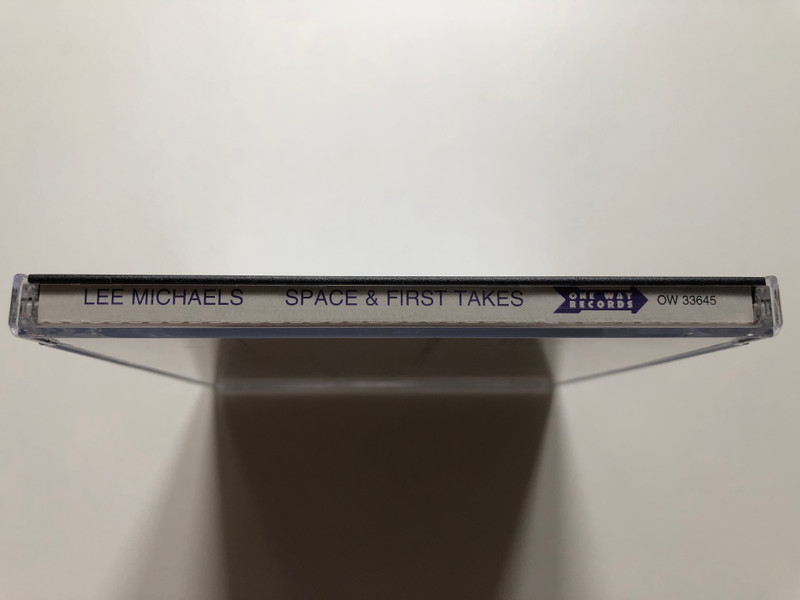 LEE MICHAELS SPACE & FIRST TAKES ONE WAY RECORDS OW 33645